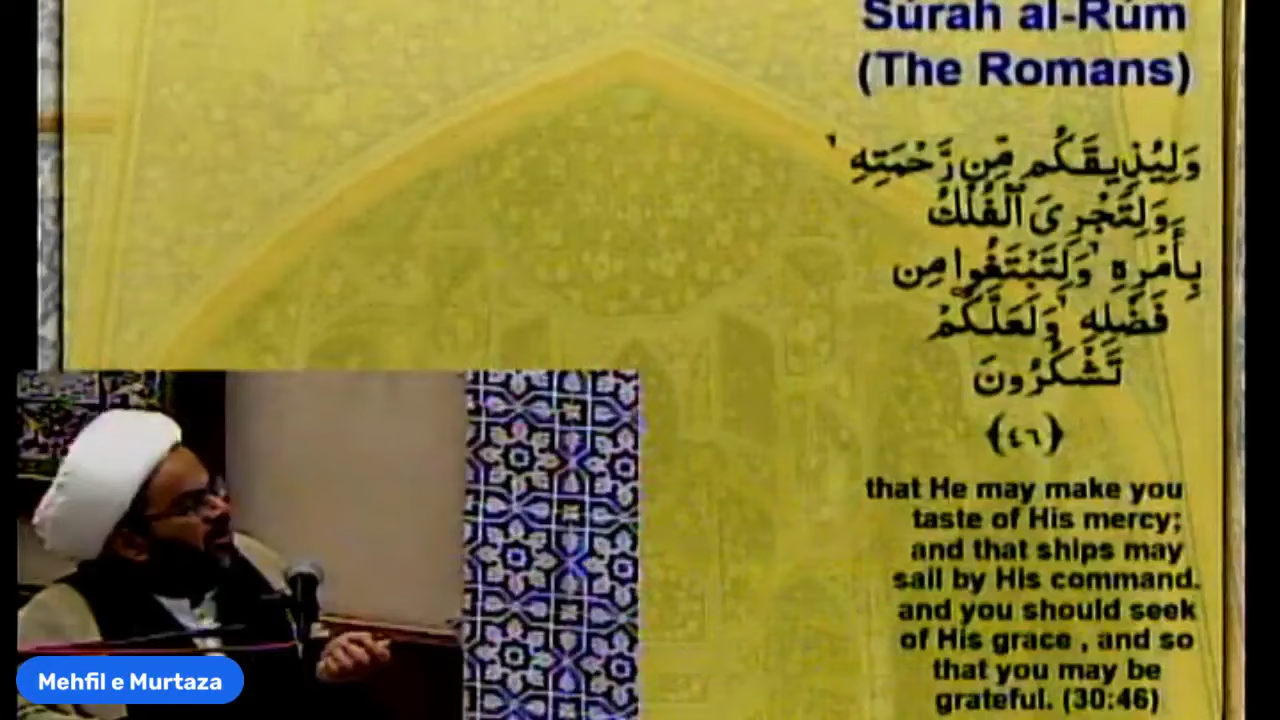 Sūrah al-Rūm
(The Romans)
وَلِيُذِيقَكُم مِّن رَّحْمَتِهِ
وَلِتَجْرِىَ ٱلْفُلْكُ
بِأَمْرِهِ وَلِتَبْتَغُوا مِن
فَضْلِهِ وَلَعَلَّكُمْ
تَشْكُرُونَ
﴿٤٦﴾
that He may make you
taste of His mercy;
and that ships may
sail by His command.
and you should seek
of His grace , and so
that you may be
grateful. (30:46)
Mehfil e Murtaza